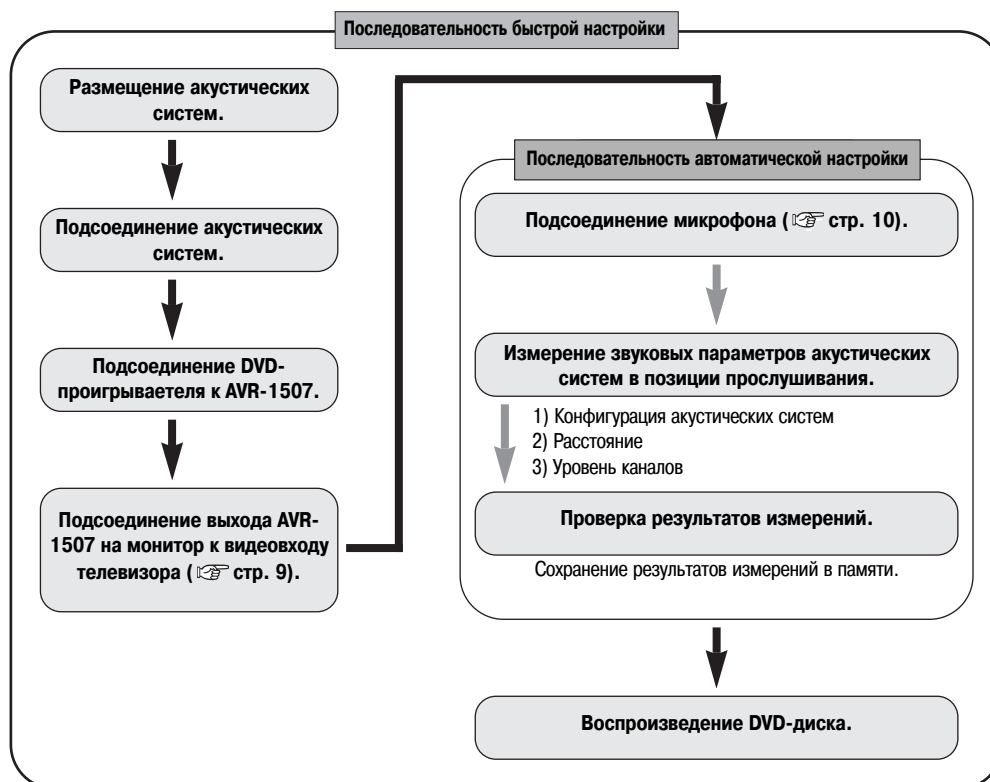 Последовательность быстрой настройки
Размещение акустических
систем.
Подсоединение акустических
систем.
Подсоединение DVD-
проигрываетеля к AVR-1507.
Подсоединение выхода AVR-
1507 на монитор к видеовходу
телевизора (☞ стр. 9).
Последовательность автоматической настройки
Подсоединение микрофона (☞ стр. 10).
Измерение звуковых параметров акустических
систем в позиции прослушивания.
1) Конфигурация акустических систем
2) Расстояние
3) Уровень каналов
Проверка результатов измерений.
Сохранение результатов измерений в памяти.
Воспроизведение DVD-диска.